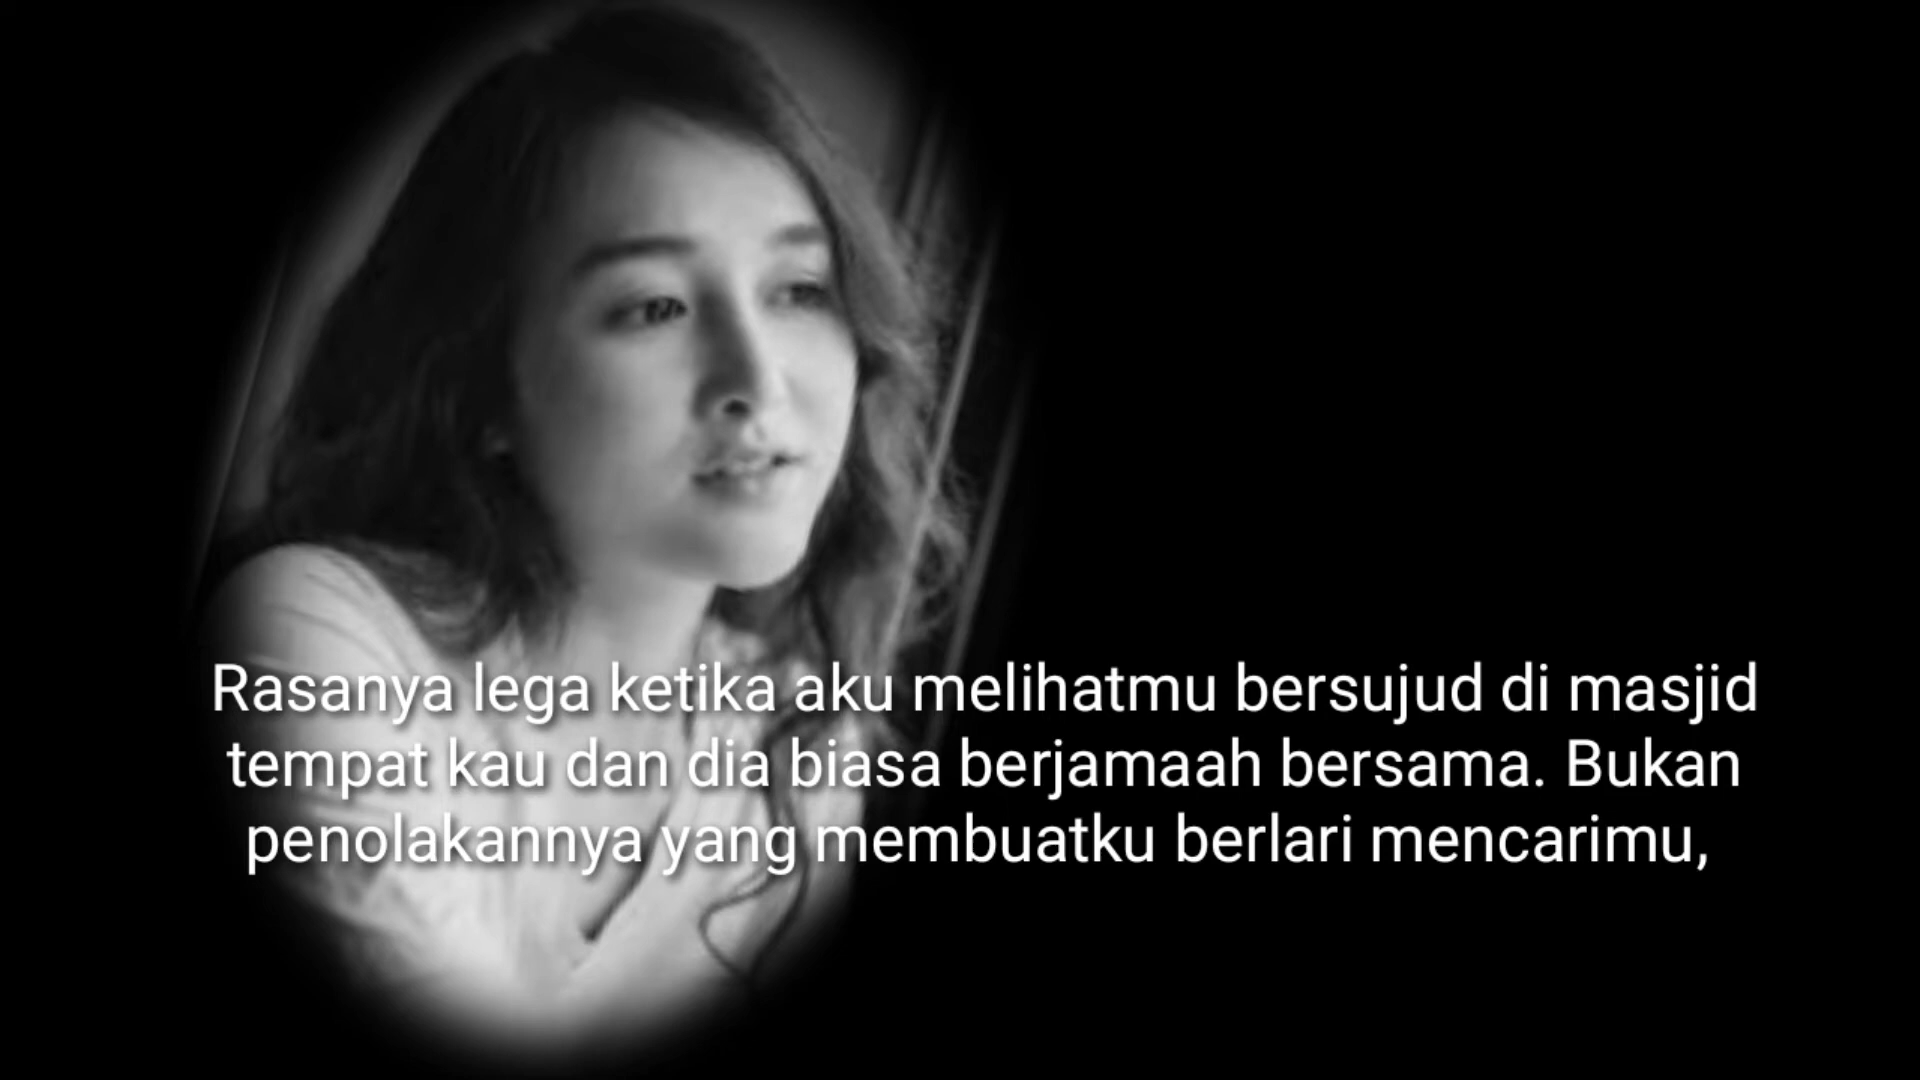 Rasanya lega ketika aku melihatmu bersujud di masjid
tempat kau dan dia biasa berjamaah bersama. Bukan
penolakannya yang membuatku berlari mencarimu,